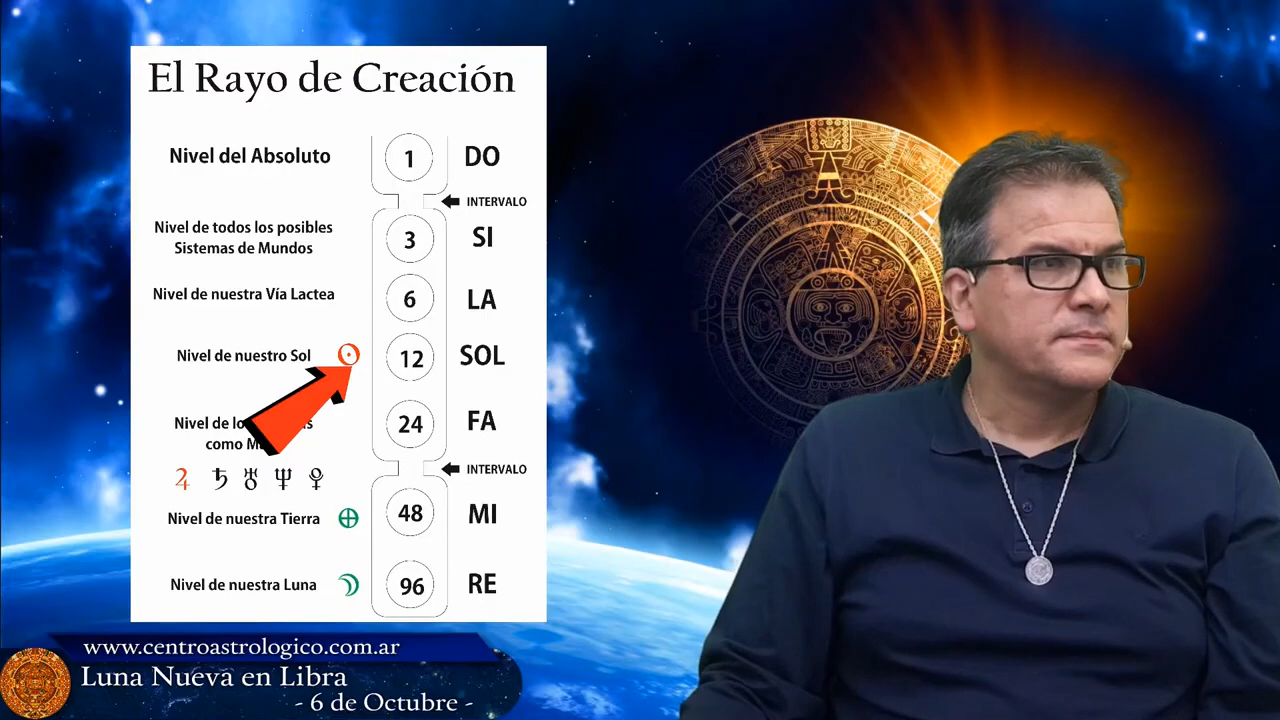 El Rayo de Creación
Nivel del Absoluto 1 DO
INTERVALO
Nivel de todos los posibles
Sistemas de Mundos 3 SI
Nivel de nuestra Vía Lactea 6 LA
Nivel de nuestro Sol 12 SOL
Nivel de 24 FA
como
INTERVALO
Nivel de nuestra Tierra 48 MI
Nivel de nuestra Luna 96 RE
www.centroastrologico.com.ar
Luna Nueva en Libra
- 6 de Octubre -